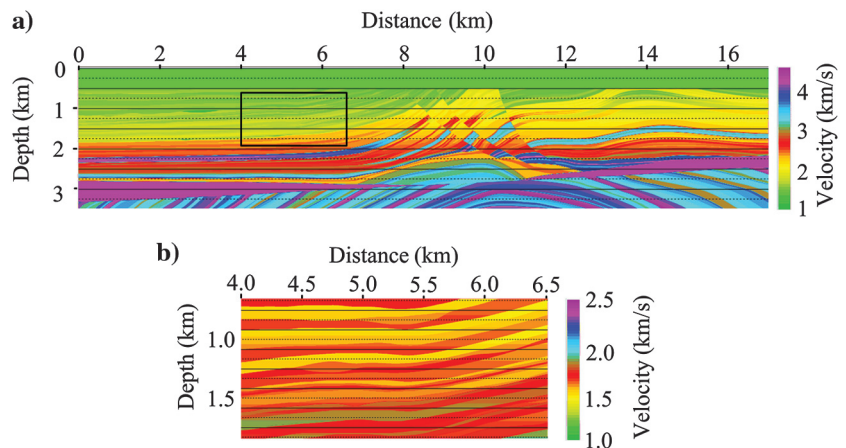 a)
Distance (km)
0 2 4 6 8 10 12 14 16
Depth (km)
0
1
2
3
Velocity (km/s)
4
3
2
1
b)
Distance (km)
4.0 4.5 5.0 5.5 6.0 6.5
Depth (km)
1.0
1.5
Velocity (km/s)
2.5
2.0
1.5
1.0